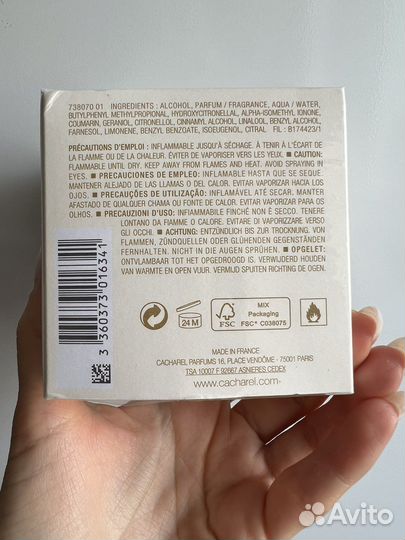 738070 01 INGREDIENTS : ALCOHOL, PARFUM / FRAGRANCE, AQUA / WATER,
BUTYLPHENYL METHYLPROPIONAL, HYDROXYCITRONELLAL, ALPHA-ISOMETHYL IONONE,
COUMARIN, GERANIOL, CITRONELLOL, CINNAMYL ALCOHOL, LINALOOL, BENZYL ALCOHOL,
FARNESOL, LIMONENE, BENZYL BENZOATE, ISOEUGENOL, CITRAL FIL : B174423/1
PRÉCAUTIONS D'EMPLOI : INFLAMMABLE JUSQU'AU SÉCHAGE. À TENIR À L'ÉCART DE
LA FLAMME OU DE LA CHALEUR. ÉVITER DE VAPORISER VERS LES YEUX. ■ CAUTION:
FLAMMABLE UNTIL DRY. KEEP AWAY FROM FLAMES AND HEAT. AVOID SPRAYING IN
EYES. ■ PRECAUCIONES DE EMPLEO: INFLAMABLE HASTA QUE SE SEQUE.
MANTENER ALEJADO DE LAS LLAMAS O DEL CALOR. EVITAR VAPORIZAR HACIA LOS
OJOS. ■ PRECAUÇÕES DE UTILIZAÇÃO: INFLAMÁVEL ATÉ SECAR. MANTER
AFASTADO DE QUALQUER CHAMA OU FONTE DE CALOR. EVITAR VAPORIZAR PARA OS
OLHOS. ■ PRECAUZIONI D'USO: INFIAMMABILE FINCHÉ NON È SECCO. TENERE
LONTANO DA FIAMME O CALORE. EVITARE DI VAPORIZZARE VERSO
GLI OCCHI. ■ ACHTUNG: ENTZÜNDLICH BIS ZUR TROCKNUNG. VON
FLAMMEN, ZÜNDQUELLEN ODER GLÜHENDEN GEGENSTÄNDEN
FERNHALTEN. NICHT IN DIE AUGEN SPRÜHEN. ■ OPGELET:
ONTVLAMBAAR TOT HET OPGEDROOGD IS. VERWIJDERD HOUDEN
VAN WARMTE EN OPEN VUUR. VERMIJD SPUITEN RICHTING DE OGEN.
3 360373 016341
24 M
FSC
MIX
Packaging
FSC® C038075
MADE IN FRANCE
CACHAREL PARFUMS 16, PLACE VENDÔME - 75001 PARIS
TSA 10007 F 92667 ASNIERES CEDEX
www.cacharel.com
Avito